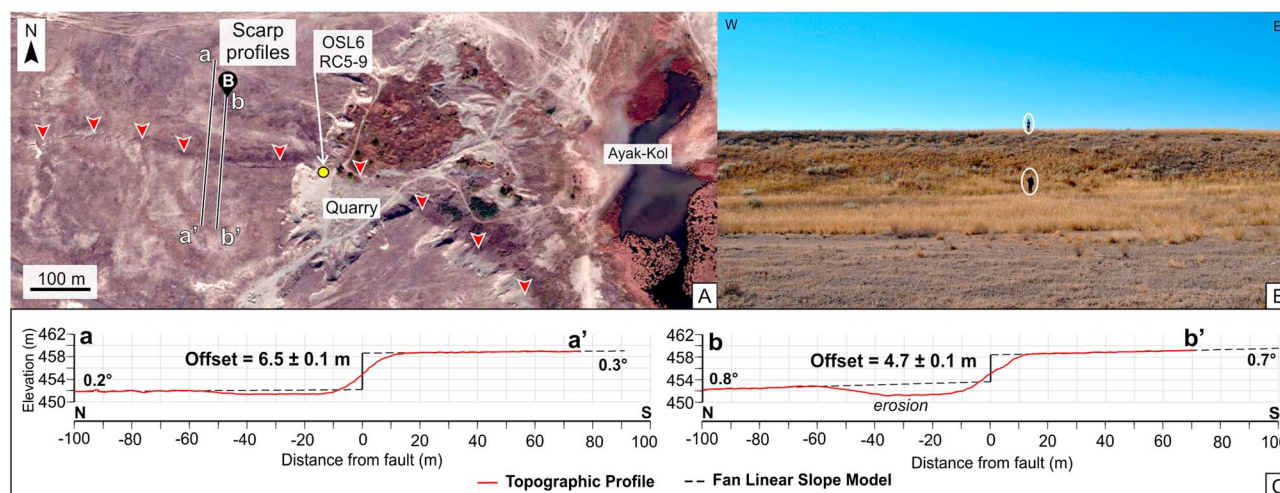 N
Scarp
profiles
OSL6
RC5-9
a
B
b
Ayak-Kol
Quarry
a' b'
100 m
A
W
E
B
462
458
454
450
Elevation (m)
a
a'
Offset = 6.5 ± 0.1 m
0.2°
0.3°
N
S
-100 -80 -60 -40 -20 0 20 40 60 80 100
Distance from fault (m)
462
458
454
450
b
b'
Offset = 4.7 ± 0.1 m
0.8°
0.7°
erosion
N
S
-100 -80 -60 -40 -20 0 20 40 60 80 100
Distance from fault (m)
Topographic Profile
Fan Linear Slope Model
C